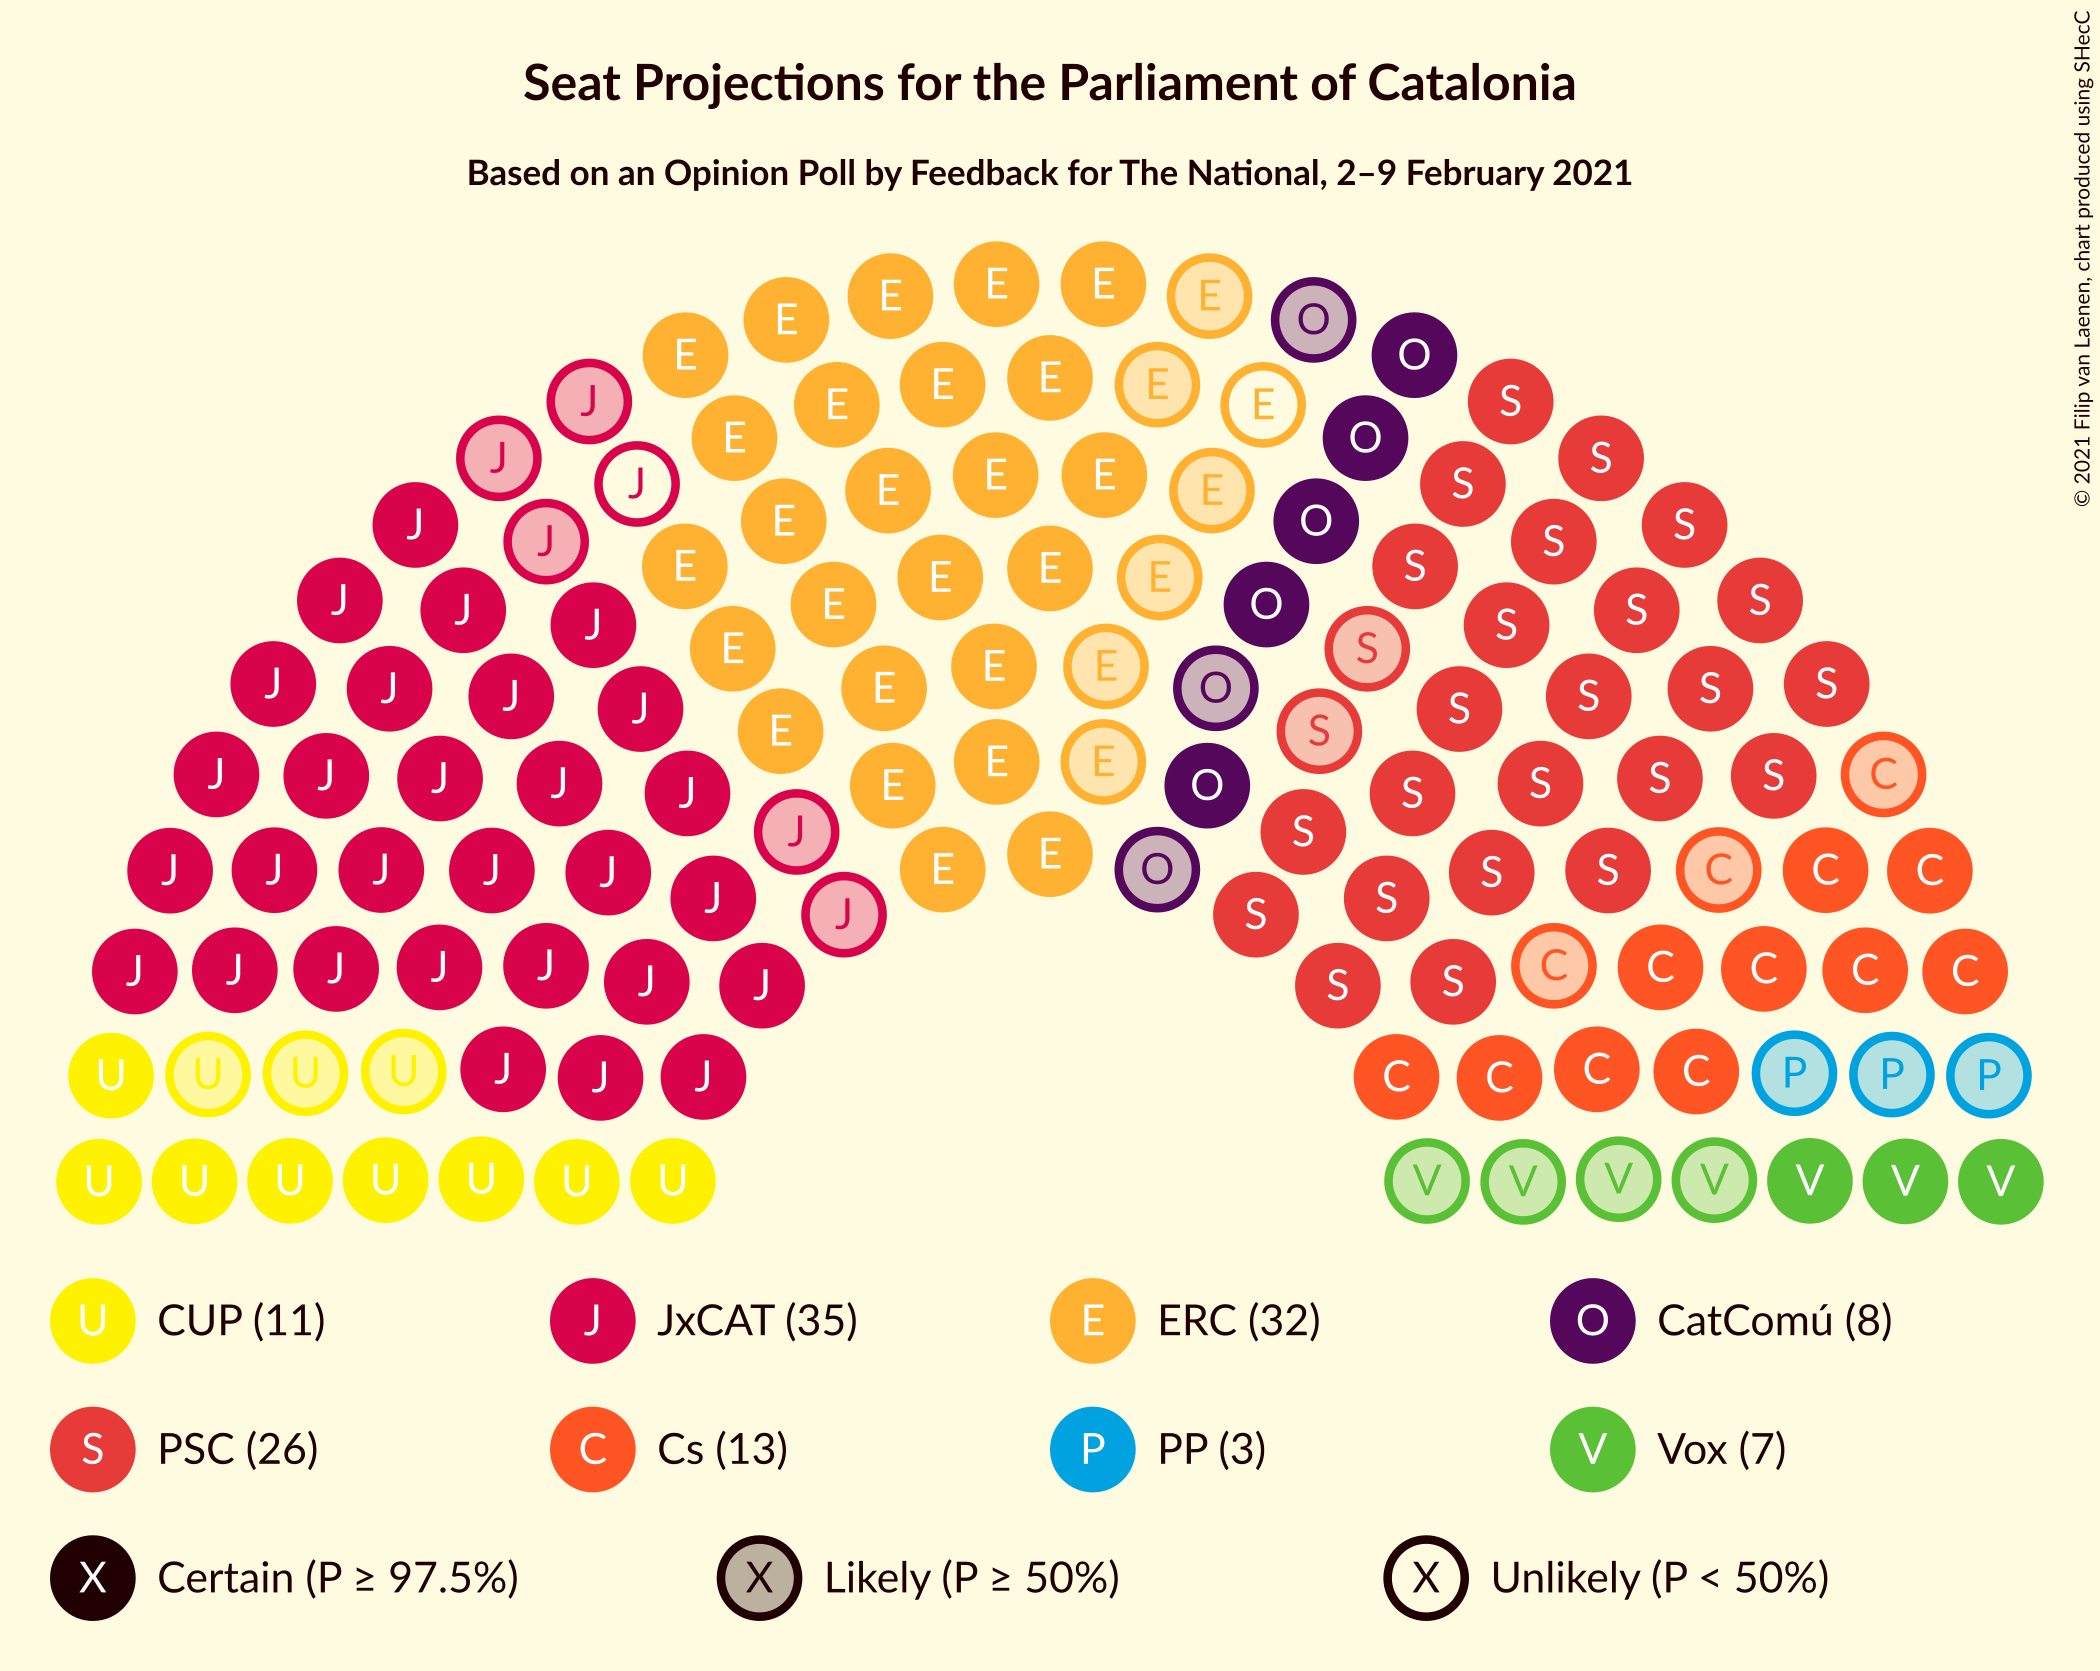 Seat Projections for the Parliament of Catalonia
Based on an Opinion Poll by Feedback for The National, 2–9 February 2021
© 2021 Filip van Laenen, chart produced using SHecC
E E E E E E O
E E O
J E E E E E S
J E E O S
J J E E E E S
J J E E O S S
J J E E E E S S
J J E E O S S
J J E E E E S S
J J E E O S S
J J J J J E E E O S S S S C
J J J J J J J E E O S S S S C C C
J J J J J J J S S C C C C C
U U U U J J J C C C C P P P
U U U U U U U V V V V V V V
U CUP (11) J JxCAT (35) E ERC (32) O CatComú (8)
S PSC (26) C Cs (13) P PP (3) V Vox (7)
X Certain (P ≥ 97.5%) X Likely (P ≥ 50%) X Unlikely (P < 50%)